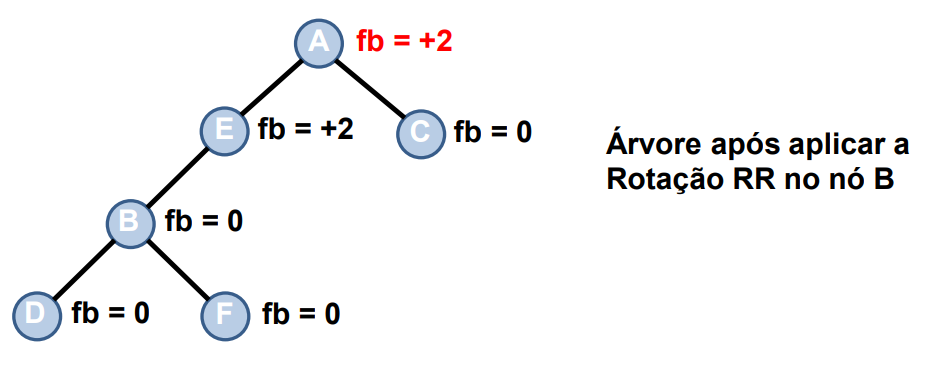 A fb = +2
E fb = +2
C fb = 0
Árvore após aplicar a
Rotação RR no nó B
B fb = 0
D fb = 0
F fb = 0